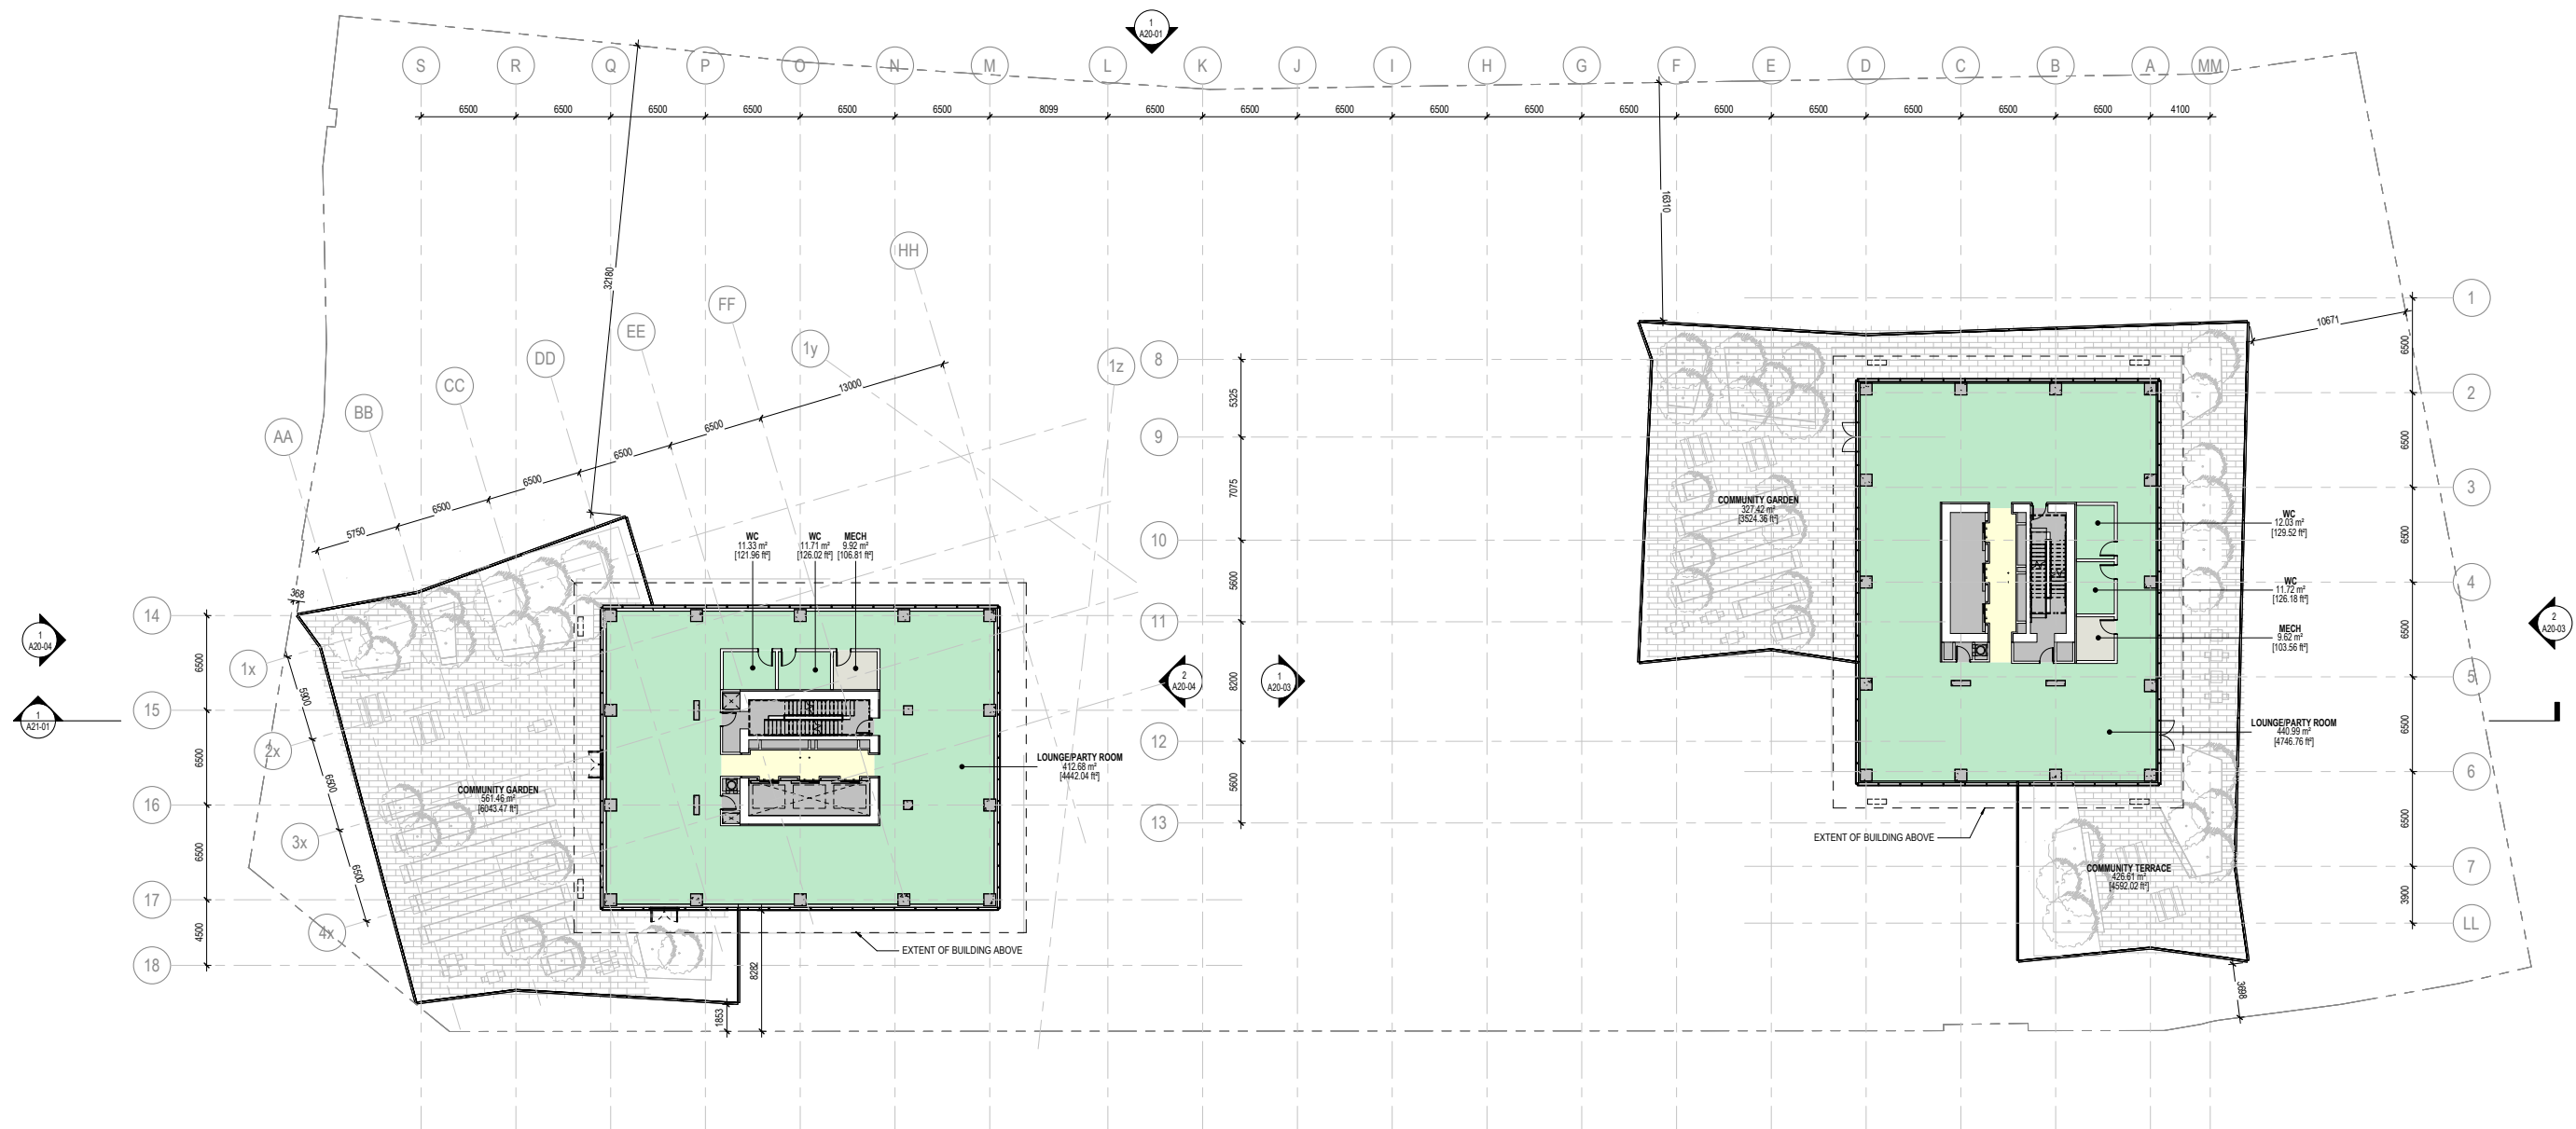 1
A20-01
S R Q P O N M L K J I H G F E D C B A MM
6500 6500 6500 6500 6500 6500 8099 6500 6500 6500 6500 6500 6500 6500 6500 6500 6500 6500 4100
32180
16310
10671
HH
FF
EE
DD
CC
BB
AA
1y
1z
13000
6500
6500
6500
6500
6500
5750
368
8
9
10
11
12
13
5325
7075
5600
8200
5600
1
2
3
4
5
6
7
LL
6500
6500
6500
6500
6500
6500
3900
14
15
16
17
18
6500
6500
6500
4500
1x
2x
3x
4x
5900
6500
6500
1
A20-04
1
A21-01
2
A20-04
1
A20-03
2
A20-03
WC
11.33 m²
[121.96 ft²]
WC
11.71 m²
[126.02 ft²]
MECH
9.92 m²
[106.81 ft²]
LOUNGE/PARTY ROOM
412.68 m²
[4442.04 ft²]
COMMUNITY GARDEN
561.46 m²
[6043.47 ft²]
EXTENT OF BUILDING ABOVE
8282
1853
COMMUNITY GARDEN
327.42 m²
[3524.36 ft²]
WC
12.03 m²
[129.52 ft²]
WC
11.72 m²
[126.18 ft²]
MECH
9.62 m²
[103.56 ft²]
LOUNGE/PARTY ROOM
440.99 m²
[4746.76 ft²]
EXTENT OF BUILDING ABOVE
COMMUNITY TERRACE
426.61 m²
[4592.02 ft²]
3698